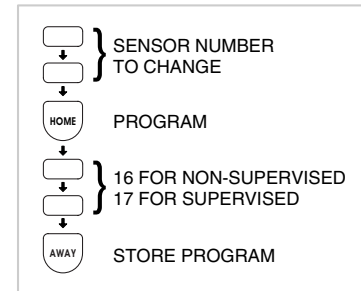 SENSOR NUMBER
TO CHANGE
HOME PROGRAM
16 FOR NON-SUPERVISED
17 FOR SUPERVISED
AWAY STORE PROGRAM